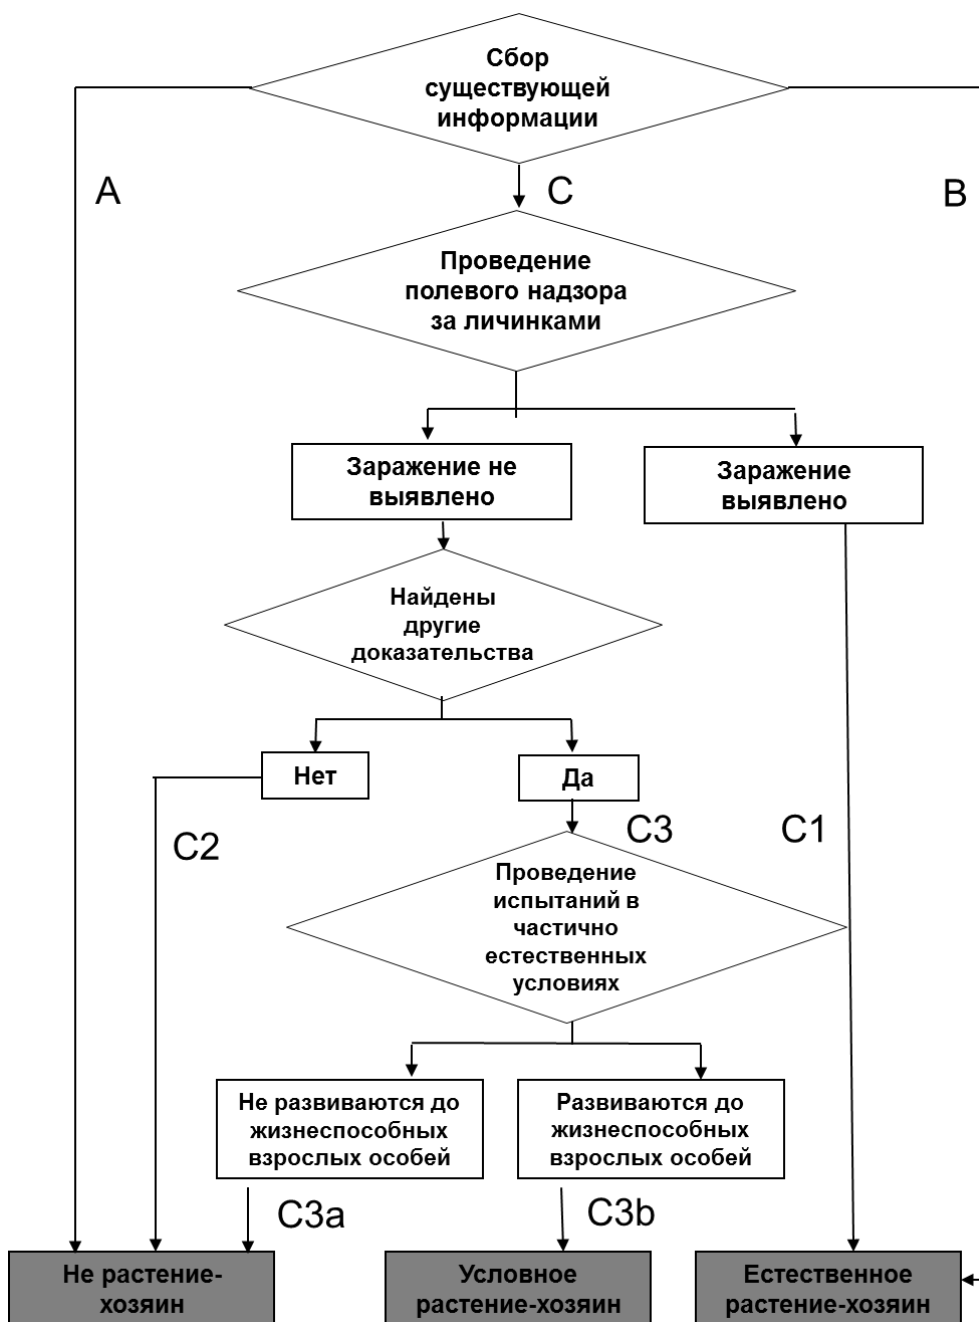 Сбор
существующей
информации
A
C
B
Проведение
полевого надзора
за личинками
Заражение не
выявлено
Заражение
выявлено
Найдены
другие
доказательства
Нет
Да
C2
C3
C1
Проведение
испытаний в
частично
естественных
условиях
Не развиваются до
жизнеспособных
взрослых особей
Развиваются до
жизнеспособных
взрослых особей
C3a
C3b
Не растение-
хозяин
Условное
растение-хозяин
Естественное
растение-хозяин